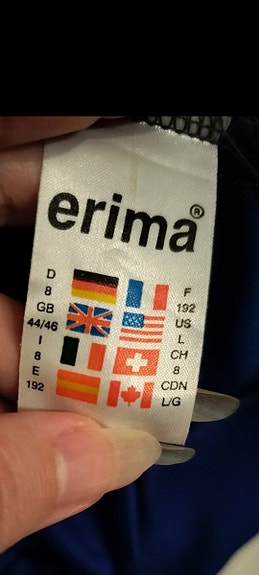 erima®
D
8
GB
44/46
I
8
E
192
F
192
US
L
CH
8
CDN
L/G